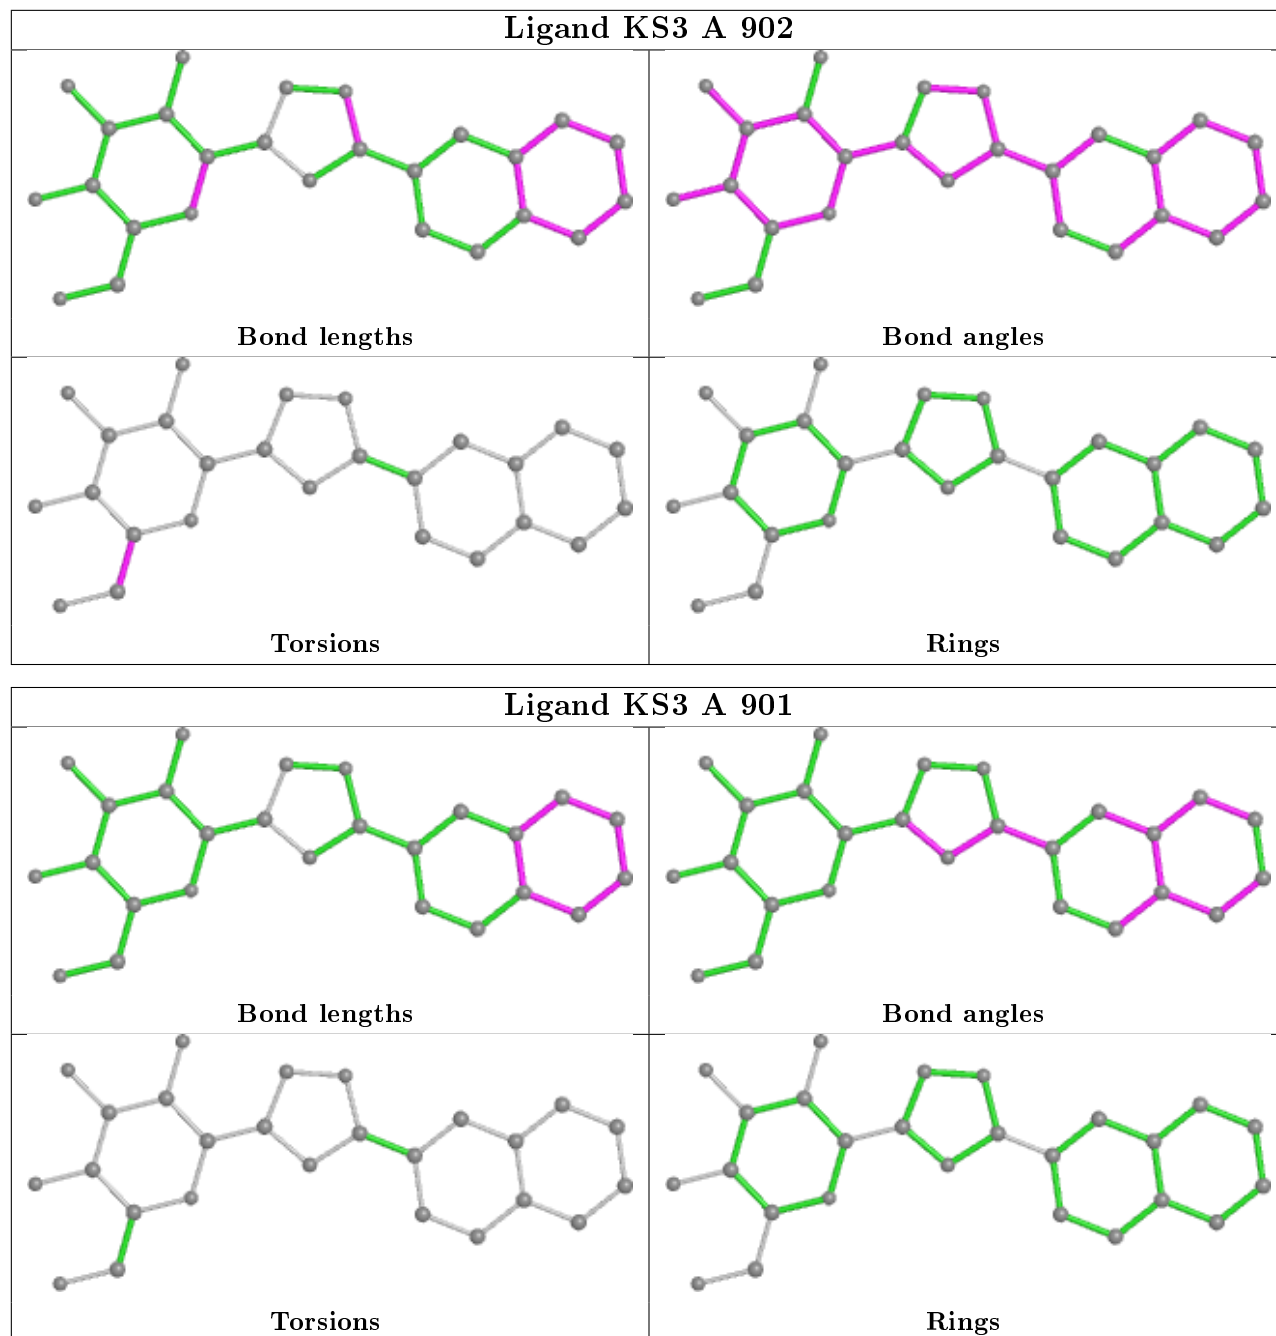 Ligand KS3 A 902
Bond lengths
Bond angles
Torsions
Rings
Ligand KS3 A 901
Bond lengths
Bond angles
Torsions
Rings